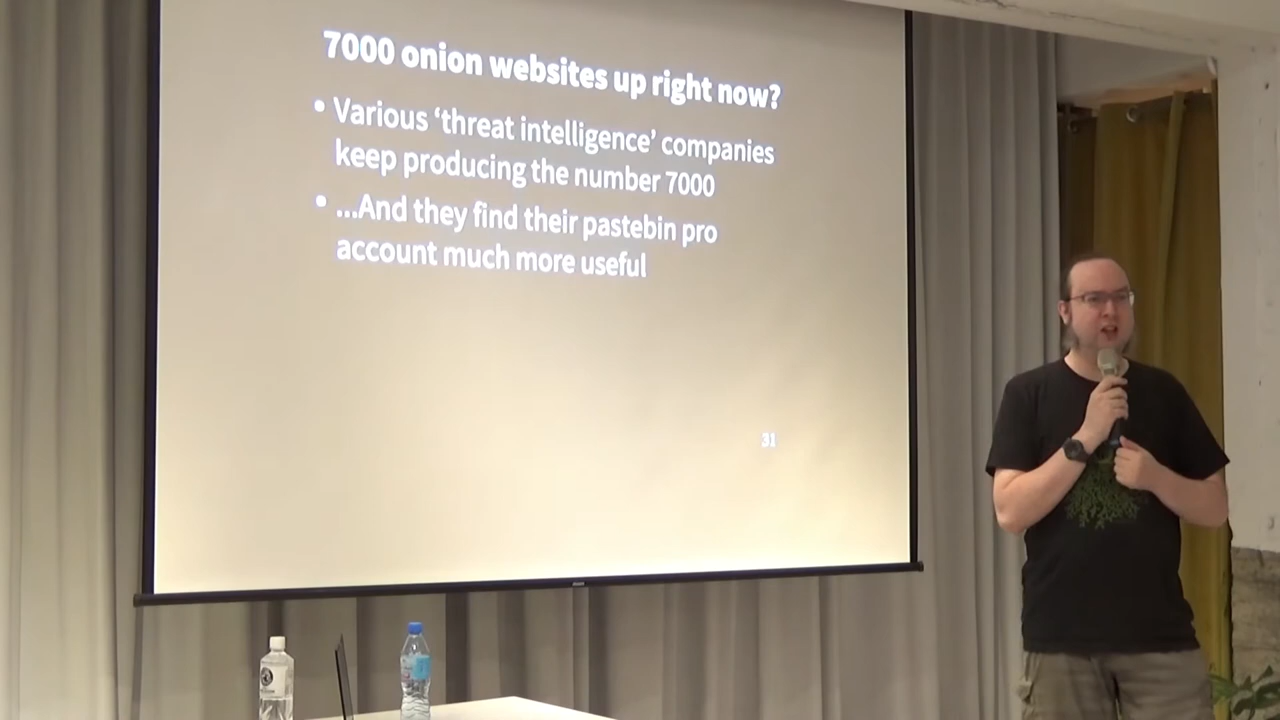 7000 onion websites up right now?
• Various ‘threat intelligence’ companies
keep producing the number 7000
• ...And they find their pastebin pro
account much more useful
31